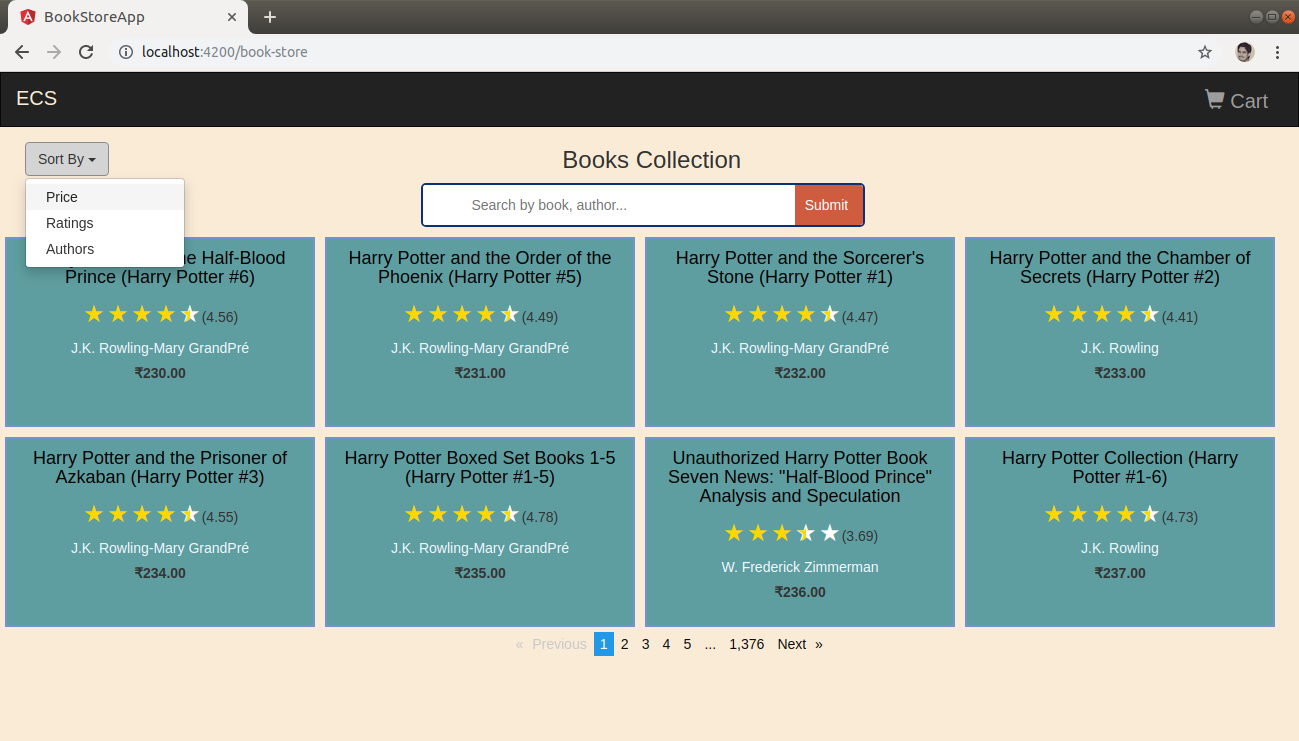 BookStoreApp
localhost:4200/book-store
ECS
Cart
Sort By
Books Collection
Price
Ratings
Authors
Search by book, author...
Submit
e Half-Blood
Prince (Harry Potter #6)
(4.56)
J.K. Rowling-Mary GrandPré
₹230.00
Harry Potter and the Order of the
Phoenix (Harry Potter #5)
(4.49)
J.K. Rowling-Mary GrandPré
₹231.00
Harry Potter and the Sorcerer's
Stone (Harry Potter #1)
(4.47)
J.K. Rowling-Mary GrandPré
₹232.00
Harry Potter and the Chamber of
Secrets (Harry Potter #2)
(4.41)
J.K. Rowling
₹233.00
Harry Potter and the Prisoner of
Azkaban (Harry Potter #3)
(4.55)
J.K. Rowling-Mary GrandPré
₹234.00
Harry Potter Boxed Set Books 1-5
(Harry Potter #1-5)
(4.78)
J.K. Rowling-Mary GrandPré
₹235.00
Unauthorized Harry Potter Book
Seven News: "Half-Blood Prince"
Analysis and Speculation
(3.69)
W. Frederick Zimmerman
₹236.00
Harry Potter Collection (Harry
Potter #1-6)
(4.73)
J.K. Rowling
₹237.00
« Previous 1 2 3 4 5 ... 1,376 Next »